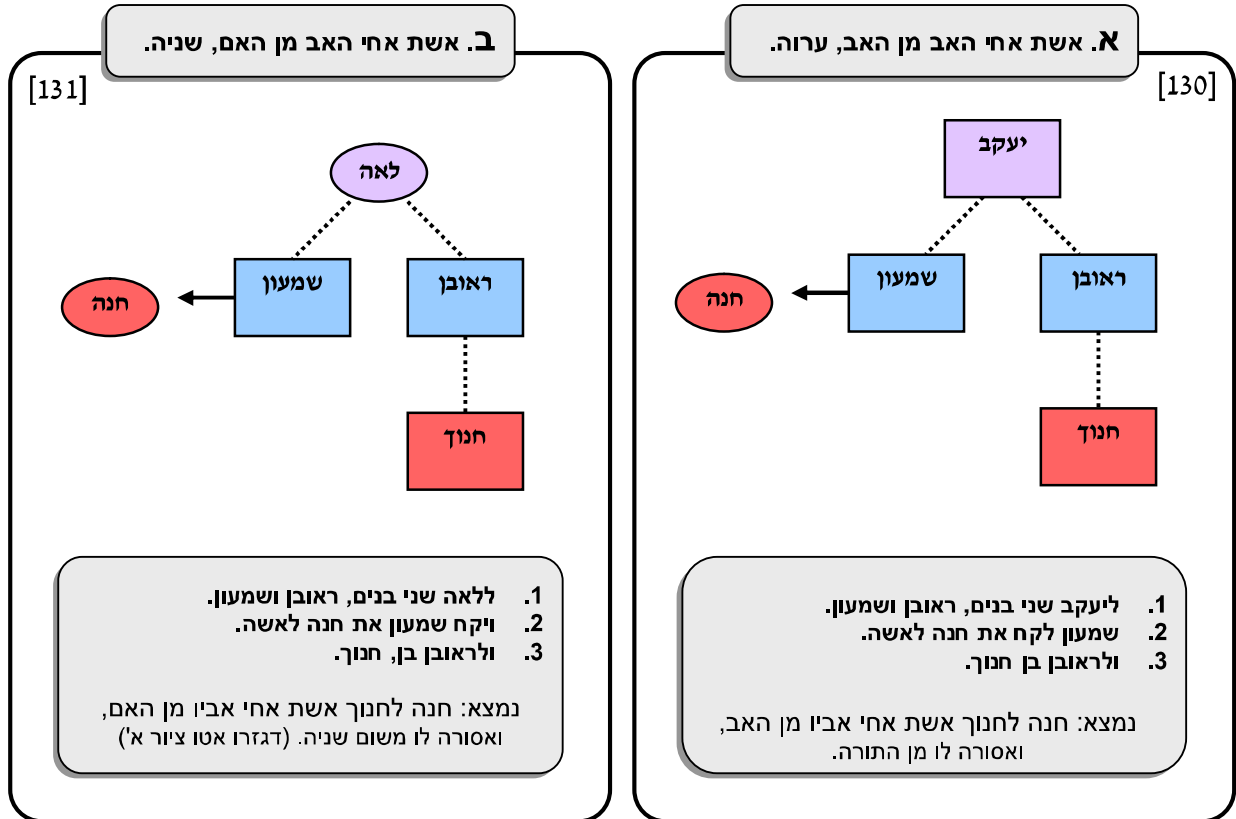 א. אשת אחי האב מן האב, ערוה.
[130]
יעקב
ראובן
שמעון
חנה
חנוך
1. ליעקב שני בנים, ראובן ושמעון.
2. שמעון לקח את חנה לאשה.
3. ולראובן בן חנוך.
נמצא: חנה לחנוך אשת אחי אביו מן האב,
ואסורה לו מן התורה.
ב. אשת אחי האב מן האם, שניה.
[131]
לאה
ראובן
שמעון
חנה
חנוך
1. ללאה שני בנים, ראובן ושמעון.
2. ויקח שמעון את חנה לאשה.
3. ולראובן בן, חנוך.
נמצא: חנה לחנוך אשת אחי אביו מן האם,
ואסורה לו משום שניה. (דגזרו אטו ציור א')